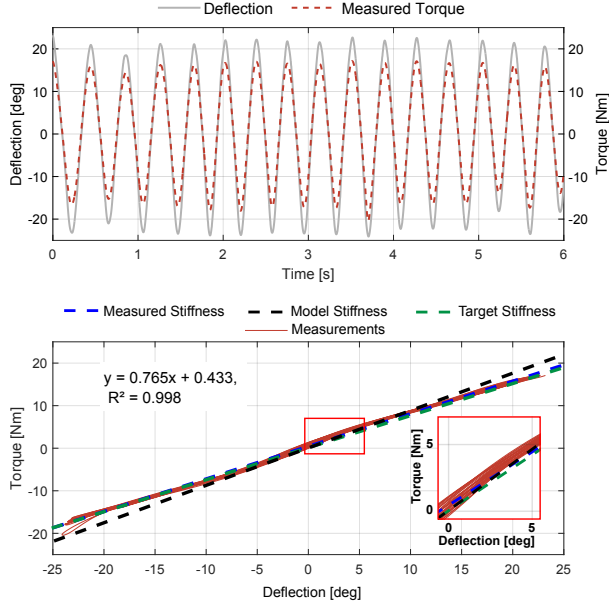 Deflection Measured Torque
20
10
0
-10
-20
Deflection [deg]
20
10
0
-10
-20
Torque [Nm]
0 1 2 3 4 5 6
Time [s]
Measured Stiffness Model Stiffness Target Stiffness
Measurements
20
10
0
-10
-20
Torque [Nm]
y = 0.765x + 0.433,
R² = 0.998
5
0
Torque [Nm]
0 5
Deflection [deg]
-25 -20 -15 -10 -5 0 5 10 15 20 25
Deflection [deg]